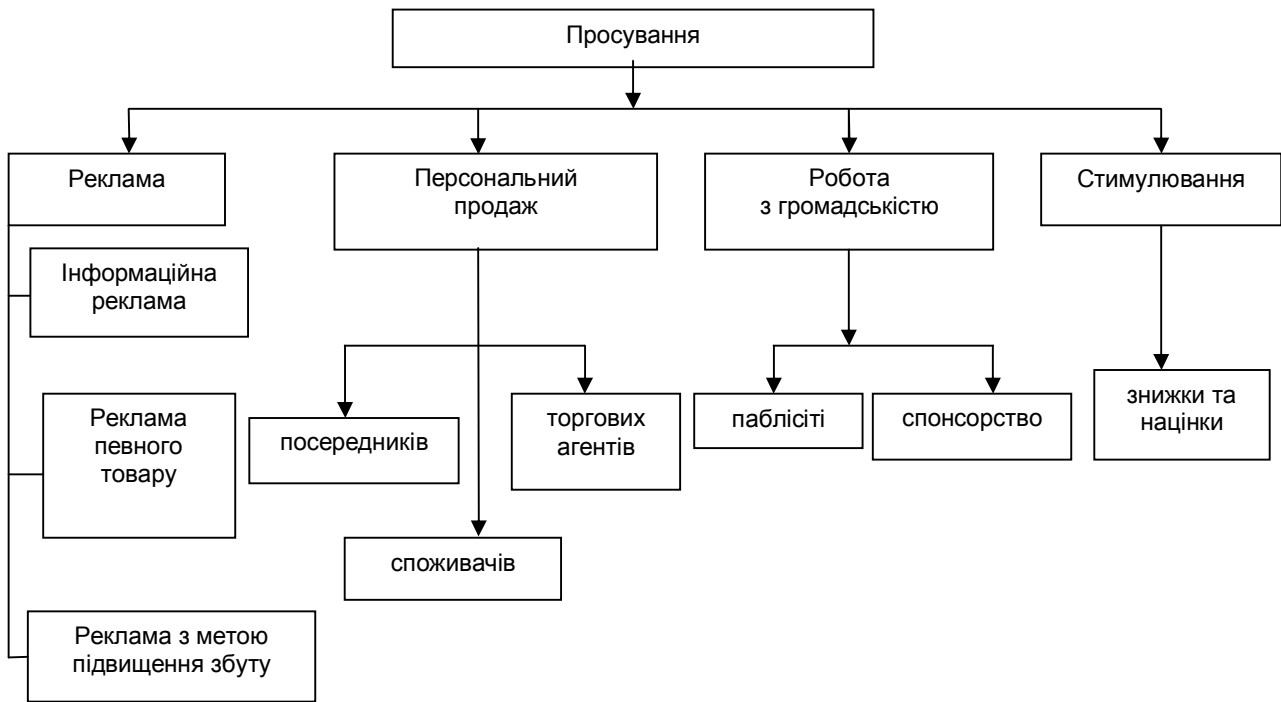 Просування
Реклама
Персональний
продаж
Робота
з громадськістю
Стимулювання
Інформаційна
реклама
Реклама
певного
товару
посередників
торгових
агентів
паблісіті
спонсорство
знижки та
націнки
споживачів
Реклама з метою
підвищення збуту